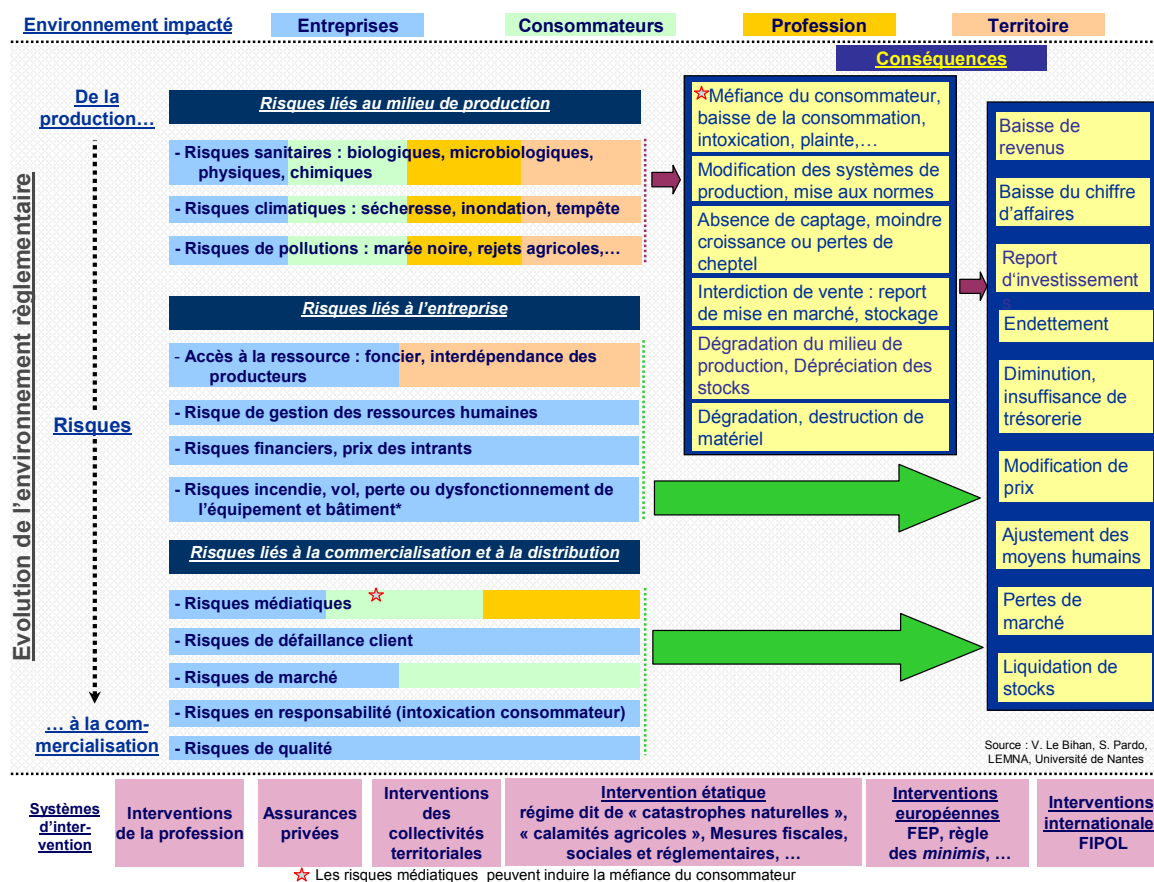 Environnement impacté
Entreprises
Consommateurs
Profession
Territoire
Conséquences
Evolution de l'environnement règlementaire
De la
production…
Risques
… à la com-
mercialisation
Risques liés au milieu de production
- Risques sanitaires : biologiques, microbiologiques,
physiques, chimiques
- Risques climatiques : sécheresse, inondation, tempête
- Risques de pollutions : marée noire, rejets agricoles,…
Risques liés à l'entreprise
- Accès à la ressource : foncier, interdépendance des
producteurs
- Risque de gestion des ressources humaines
- Risques financiers, prix des intrants
- Risques incendie, vol, perte ou dysfonctionnement de
l'équipement et bâtiment*
Risques liés à la commercialisation et à la distribution
- Risques médiatiques
- Risques de défaillance client
- Risques de marché
- Risques en responsabilité (intoxication consommateur)
- Risques de qualité
Méfiance du consommateur,
baisse de la consommation,
intoxication, plainte,…
Modification des systèmes de
production, mise aux normes
Absence de captage, moindre
croissance ou pertes de
cheptel
Interdiction de vente : report
de mise en marché, stockage
Dégradation du milieu de
production, Dépréciation des
stocks
Dégradation, destruction de
matériel
Baisse de
revenus
Baisse du chiffre
d'affaires
Report
d'investissement
s
Endettement
Diminution,
insuffisance de
trésorerie
Modification de
prix
Ajustement des
moyens humains
Pertes de
marché
Liquidation de
stocks
Source : V. Le Bihan, S. Pardo,
LEMNA, Université de Nantes
Systèmes
d'inter-
vention
Interventions
de la profession
Assurances
privées
Interventions
des
collectivités
territoriales
Intervention étatique
régime dit de « catastrophes naturelles »,
« calamités agricoles », Mesures fiscales,
sociales et réglementaires, …
Interventions
européennes
FEP, règle
des minimis, …
Interventions
internationale
FIPOL
Les risques médiatiques peuvent induire la méfiance du consommateur